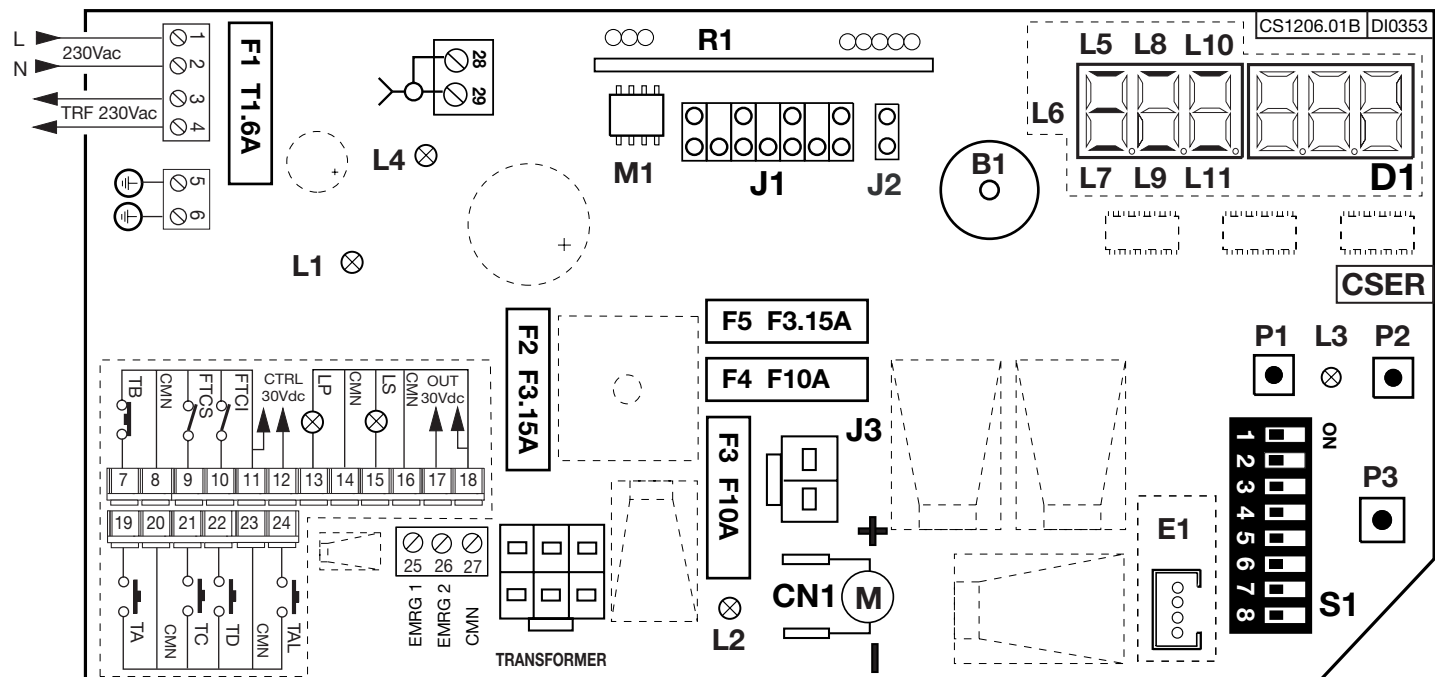 CS1206.01B DI0353
L 230Vac
N
TRF 230Vac
1
2
3
4
5
6
F1 T1.6A
28
29
L4
L1
R1
M1
J1
J2
B1
L5 L8 L10
L6
L7 L9 L11
D1
CSER
F2 F3.15A
F5 F3.15A
F4 F10A
F3 F10A
J3
P1 L3 P2
P3
ON
1
2
3
4
5
6
7
8
S1
E1
+
CN1 M
-
L2
TB CMN FTCS FTCI CTRL 30Vdc LP CMN LS CMN OUT 30Vdc
7 8 9 10 11 12 13 14 15 16 17 18
19 20 21 22 23 24
TA CMN TC TD CMN TAL
25 26 27
EMRG 1 EMRG 2 CMN
TRANSFORMER